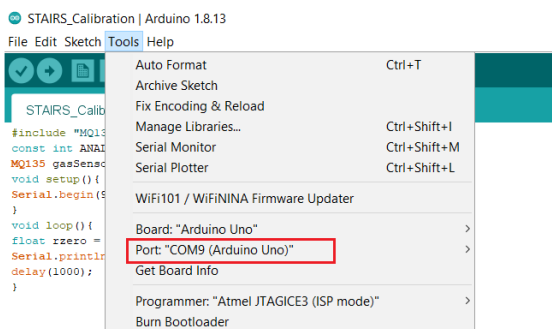 STAIRS_Calibration | Arduino 1.8.13
File Edit Sketch Tools Help
Auto Format Ctrl+T
Archive Sketch
Fix Encoding & Reload
Manage Libraries... Ctrl+Shift+I
Serial Monitor Ctrl+Shift+M
Serial Plotter Ctrl+Shift+L
WiFi101 / WiFiNINA Firmware Updater
Board: "Arduino Uno"
Port: "COM9 (Arduino Uno)"
Get Board Info
Programmer: "Atmel JTAGICE3 (ISP mode)"
Burn Bootloader
STAIRS_Calib
#include "MQ13
const int ANAL
MQ135 gasSenso
void setup(){
Serial.begin(9
}
void loop(){
float rzero =
Serial.println
delay(1000);
}